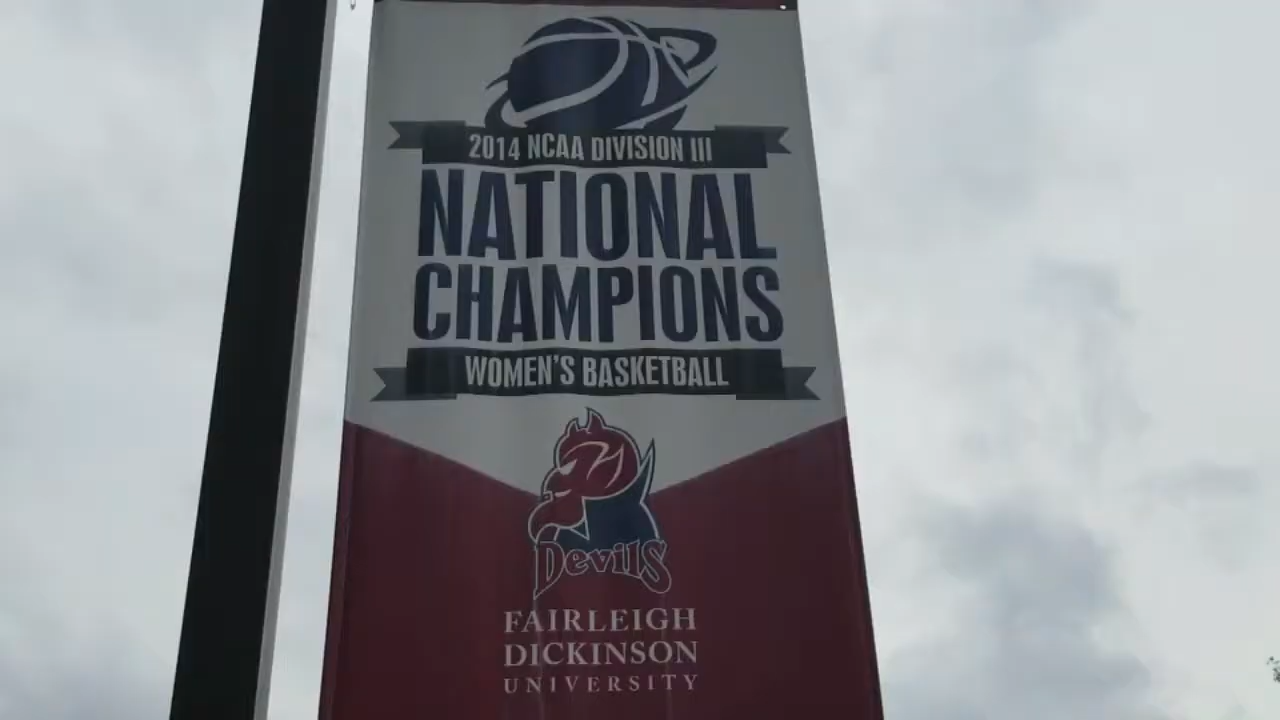 2014 NCAA DIVISION III
NATIONAL
CHAMPIONS
WOMEN'S BASKETBALL
Devils
FAIRLEIGH
DICKINSON
UNIVERSITY